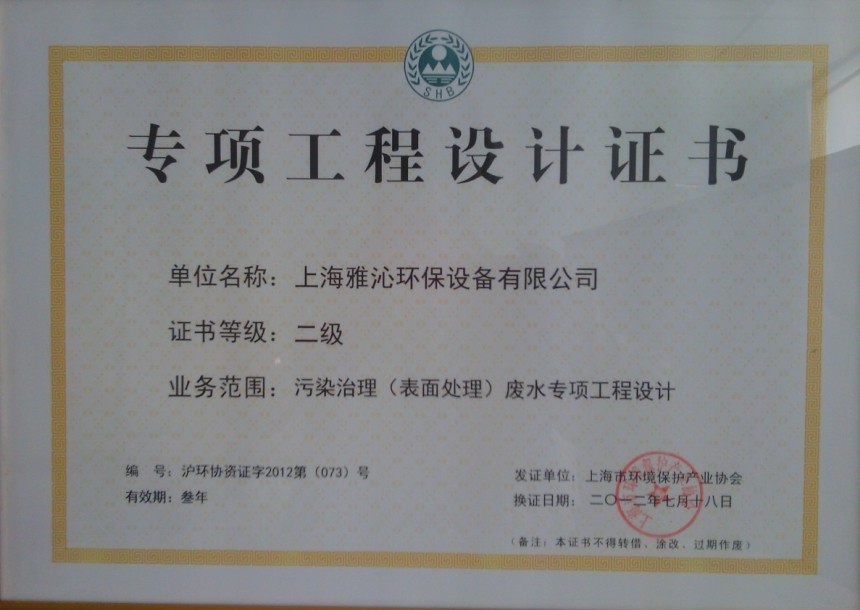 SHB
专项工程设计证书
单位名称：上海雅沁环保设备有限公司
证书等级：二级
业务范围：污染治理（表面处理）废水专项工程设计
编 号：沪环协资证字2012第（073）号
有效期：叁年
发证单位：上海市环境保护产业协会
换证日期：二〇一二年七月十八日
（备注：本证书不得转借、涂改、过期作废）